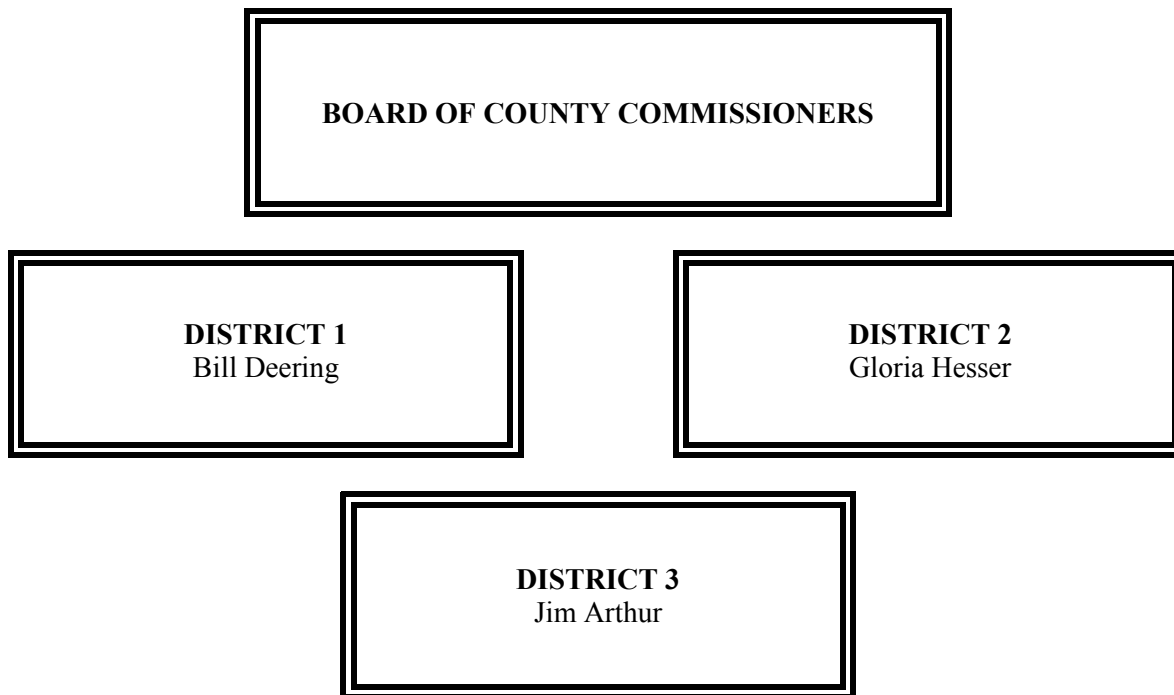 BOARD OF COUNTY COMMISSIONERS
DISTRICT 1
Bill Deering
DISTRICT 2
Gloria Hesser
DISTRICT 3
Jim Arthur